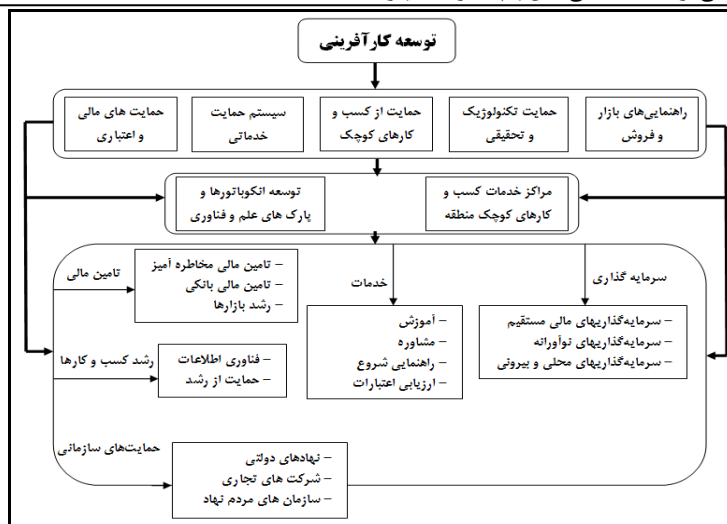 توسعه کارآفرینی
راهنمایی‌های بازار
و فروش
حمایت تکنولوژیک
و تحقیقی
حمایت از کسب و
کارهای کوچک
سیستم حمایت
خدماتی
حمایت های مالی
و اعتباری
مراکز خدمات کسب و
کارهای کوچک منطقه
توسعه انکوباتورها و
پارک های علم و فناوری
سرمایه گذاری
– سرمایه‌گذاریهای مالی مستقیم
– سرمایه‌گذاریهای نوآورانه
– سرمایه‌گذاریهای محلی و بیرونی
خدمات
– آموزش
– مشاوره
– راهنمایی شروع
– ارزیابی اعتبارات
تامین مالی
– تامین مالی مخاطره آمیز
– تامین مالی بانکی
– رشد بازارها
رشد کسب و کارها
– فناوری اطلاعات
– حمایت از رشد
حمایت‌های سازمانی
– نهادهای دولتی
– شرکت های تجاری
– سازمان های مردم نهاد